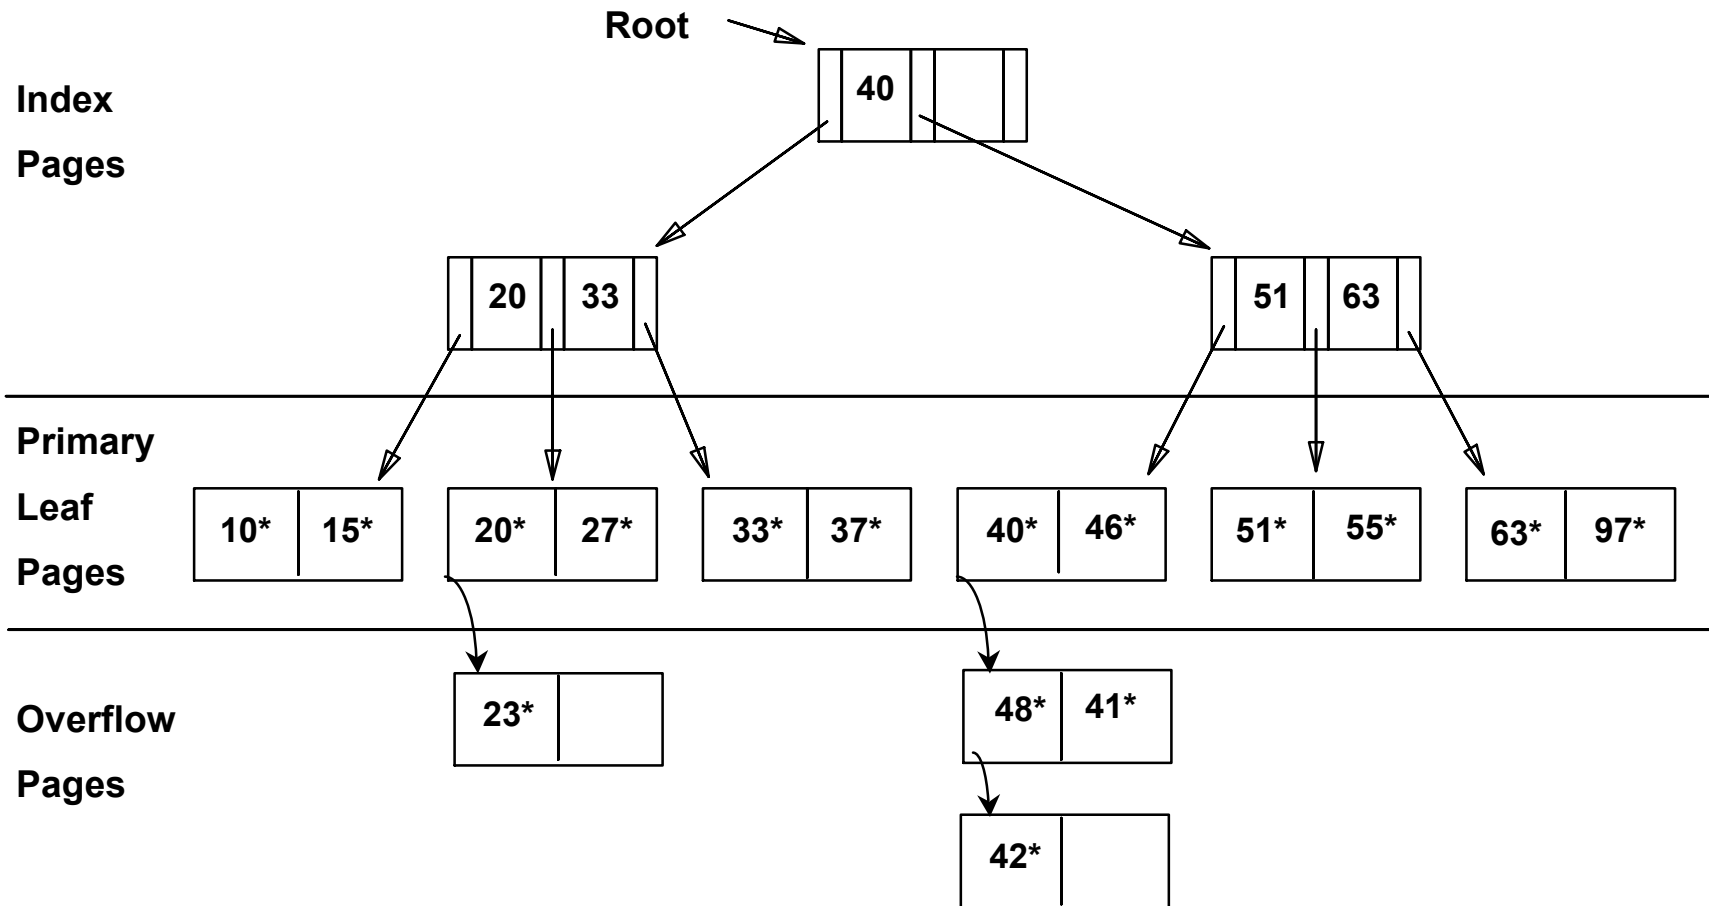 Root
Index
Pages
40
20 33 51 63
Primary
Leaf
Pages
10* 15* 20* 27* 33* 37* 40* 46* 51* 55* 63* 97*
Overflow
Pages
23* 48* 41*
42*